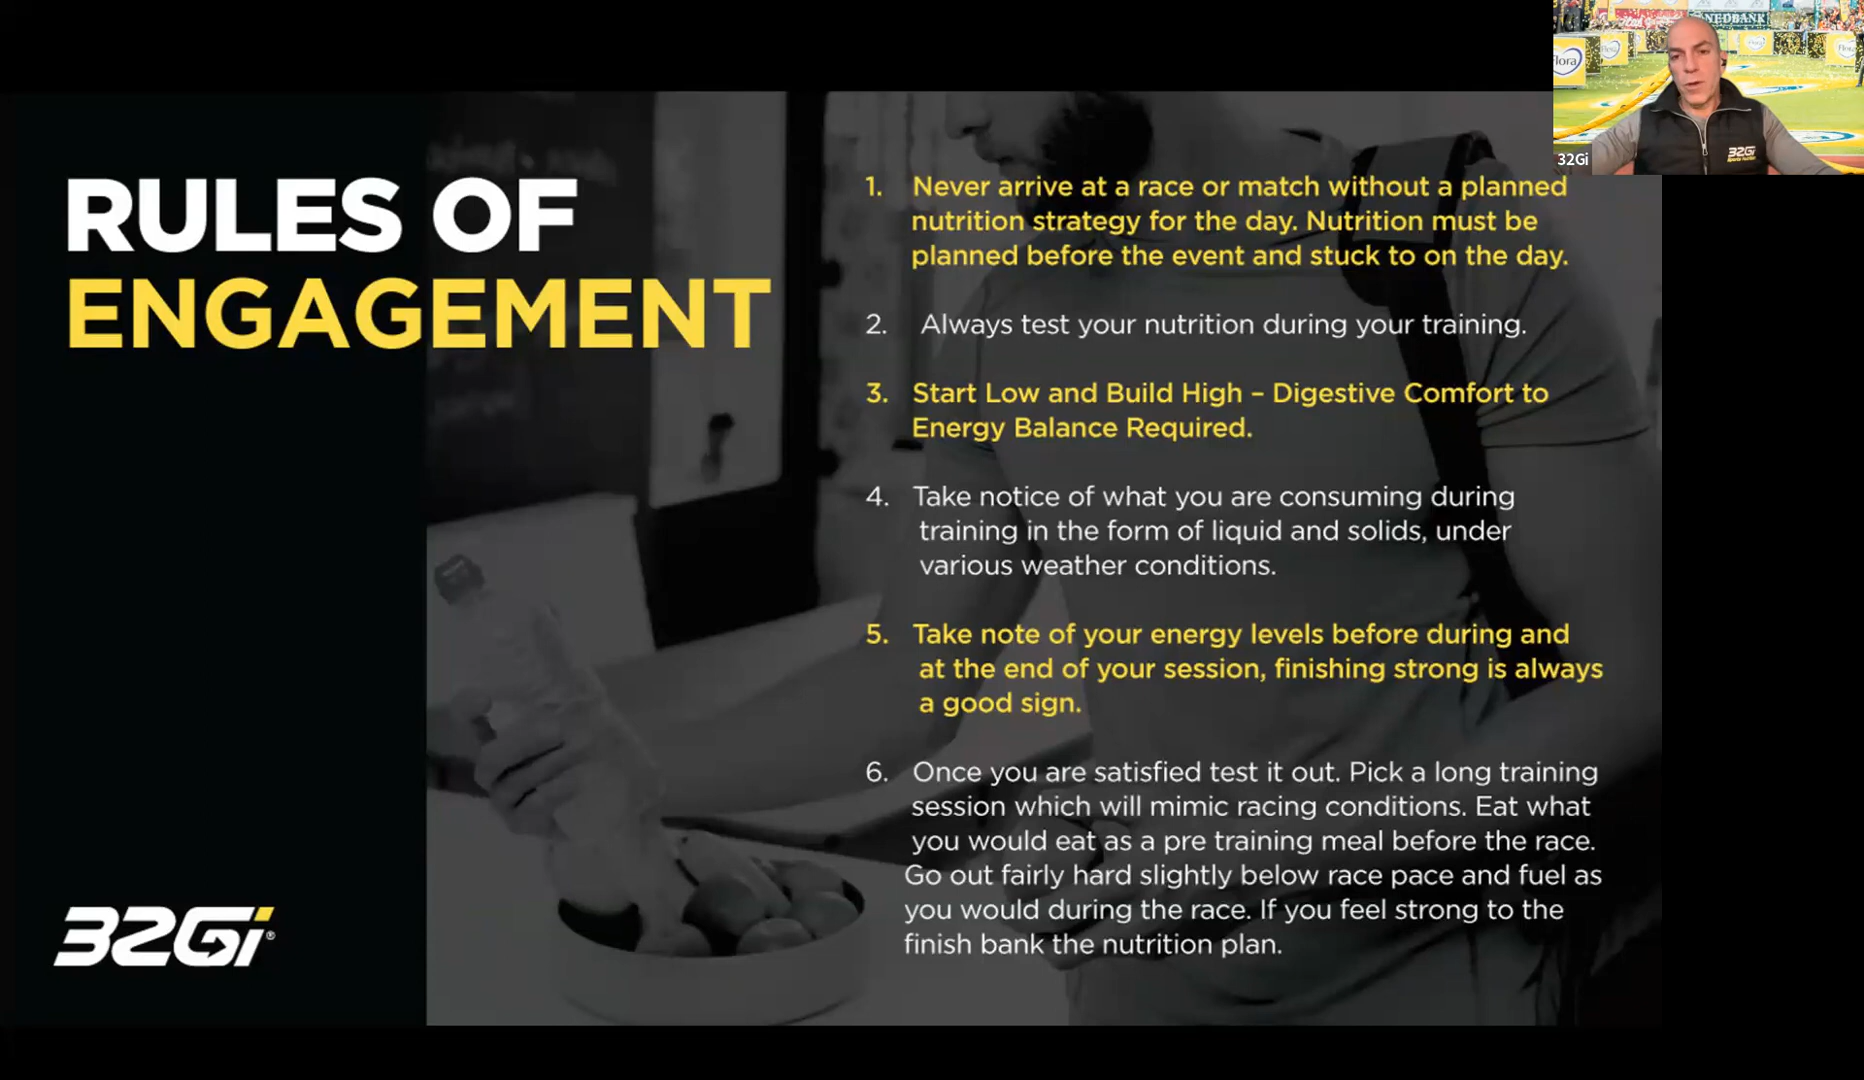 NEDBANK
Flora
Flora
flora
32Gi
32Gi
RULES OF
ENGAGEMENT
1. Never arrive at a race or match without a planned
nutrition strategy for the day. Nutrition must be
planned before the event and stuck to on the day.
2. Always test your nutrition during your training.
3. Start Low and Build High – Digestive Comfort to
Energy Balance Required.
4. Take notice of what you are consuming during
training in the form of liquid and solids, under
various weather conditions.
5. Take note of your energy levels before during and
at the end of your session, finishing strong is always
a good sign.
6. Once you are satisfied test it out. Pick a long training
session which will mimic racing conditions. Eat what
you would eat as a pre training meal before the race.
Go out fairly hard slightly below race pace and fuel as
you would during the race. If you feel strong to the
finish bank the nutrition plan.
32Gi®